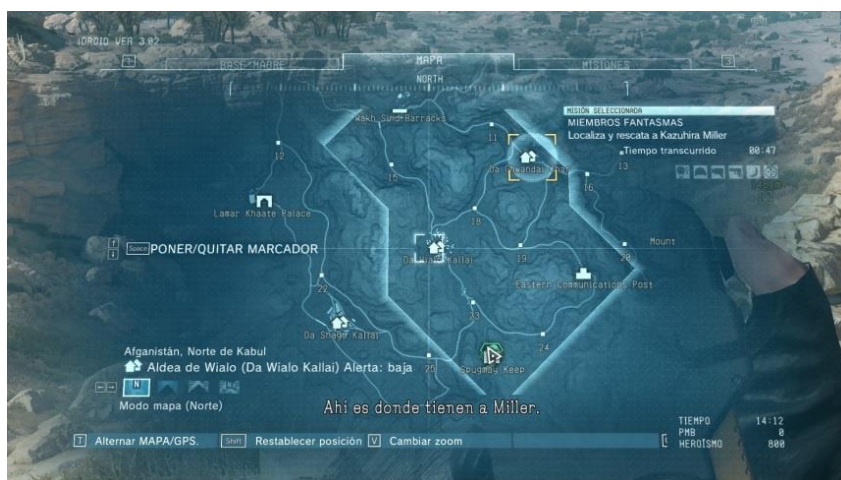 iDROID VER 3.02
BASE MADRE
MAPA
MISIONES
1
3
NORTH
MISIÓN SELECCIONADA
MIEMBROS FANTASMAS
Localiza y rescata a Kazuhira Miller
Tiempo transcurrido 00:47
Wakh Sind Barracks
11
12
13
15
16
Lamar Khaate Palace
18
Space PONER/QUITAR MARCADOR
Da Wialo Kallai
19
20
Mount
Eastern Communications Post
22
23
Da Shago Kallai
24
25
Spugmay Keep
Afganistán, Norte de Kabul
Aldea de Wialo (Da Wialo Kallai) Alerta: baja
N
Modo mapa (Norte)
Ahí es donde tienen a Miller.
T Alternar MAPA/GPS.
Shift Restablecer posición
V Cambiar zoom
TIEMPO 14:12
PMB 0
HEROÍSMO 800